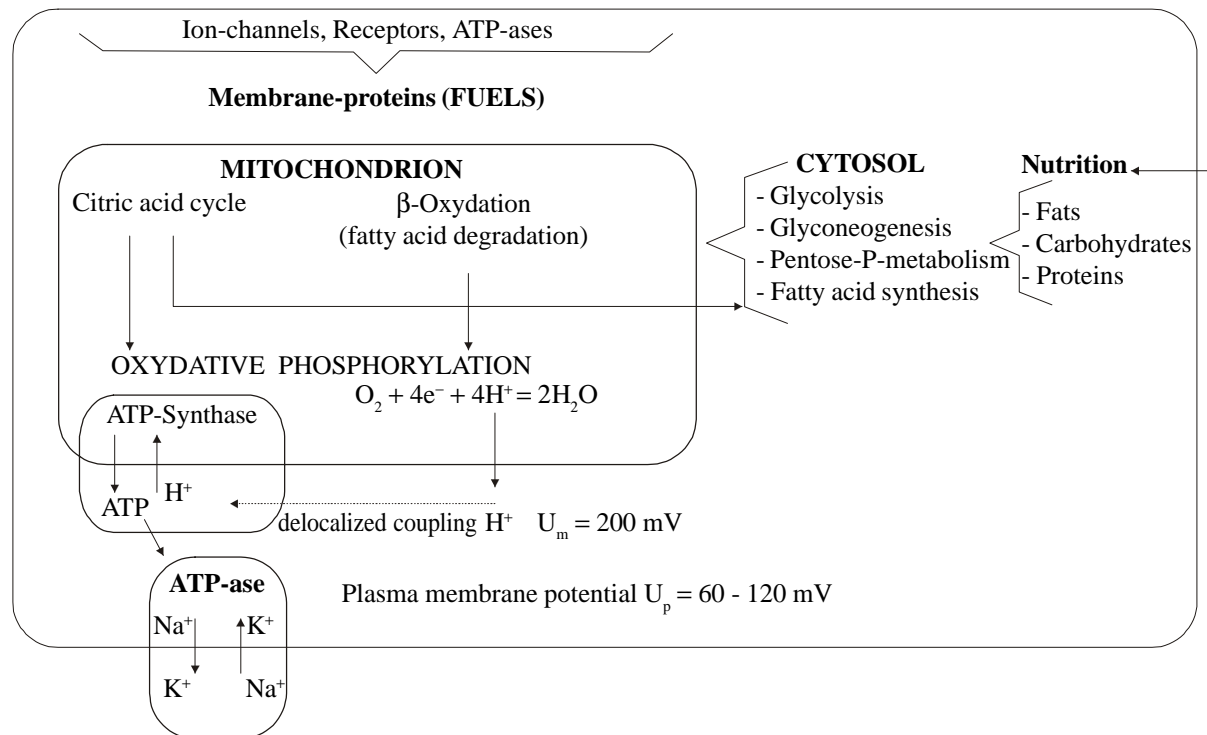 Ion-channels, Receptors, ATP-ases
Membrane-proteins (FUELS)
MITOCHONDRION
Citric acid cycle
β-Oxydation
(fatty acid degradation)
OXYDATIVE PHOSPHORYLATION
O₂ + 4e⁻ + 4H⁺ = 2H₂O
CYTOSOL
- Glycolysis
- Glyconeogenesis
- Pentose-P-metabolism
- Fatty acid synthesis
Nutrition
- Fats
- Carbohydrates
- Proteins
ATP-Synthase
H⁺
ATP
delocalized coupling H⁺ Uₘ = 200 mV
ATP-ase
Plasma membrane potential Uₚ = 60 - 120 mV
Na⁺ K⁺
K⁺ Na⁺